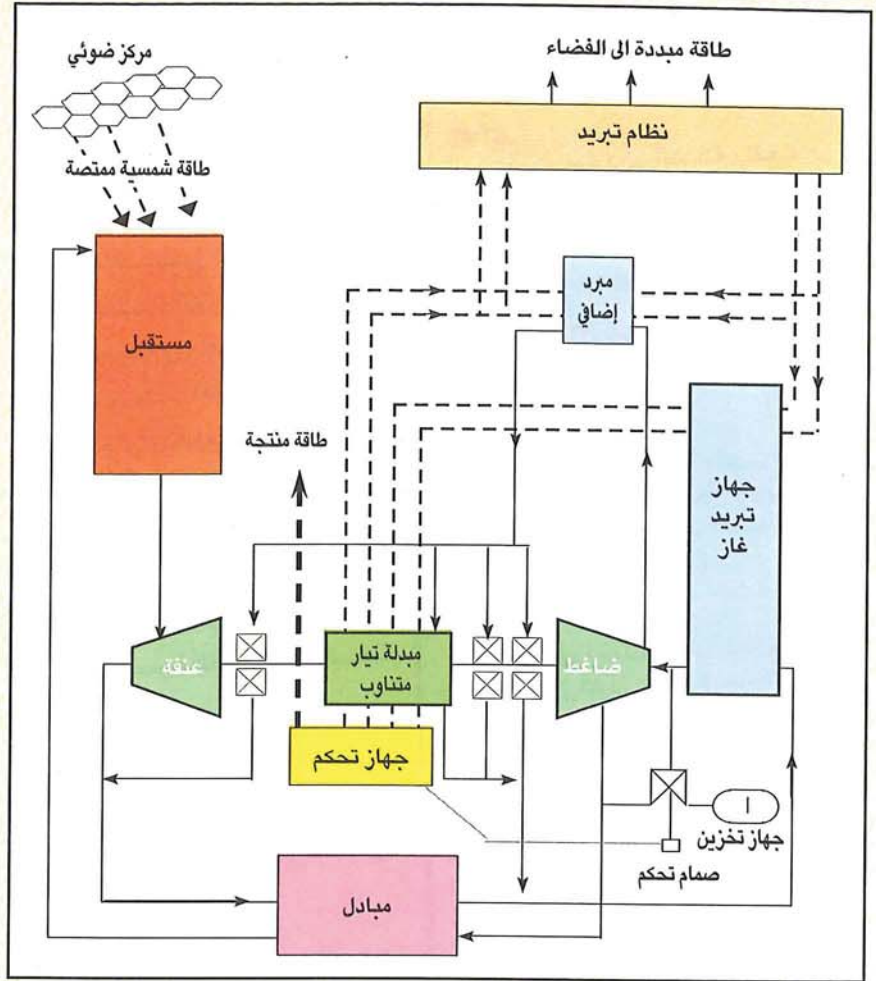 طاقة مبددة الى الفضاء
مركز ضوئي
نظام تبريد
طاقة شمسية ممتصة
مبرد
إضافي
مستقبل
طاقة منتجة
جهاز
تبريد
غاز
عنفة
مبدلة تيار
متناوب
ضاغط
جهاز تحكم
جهاز تخزين
صمام تحكم
مبادل